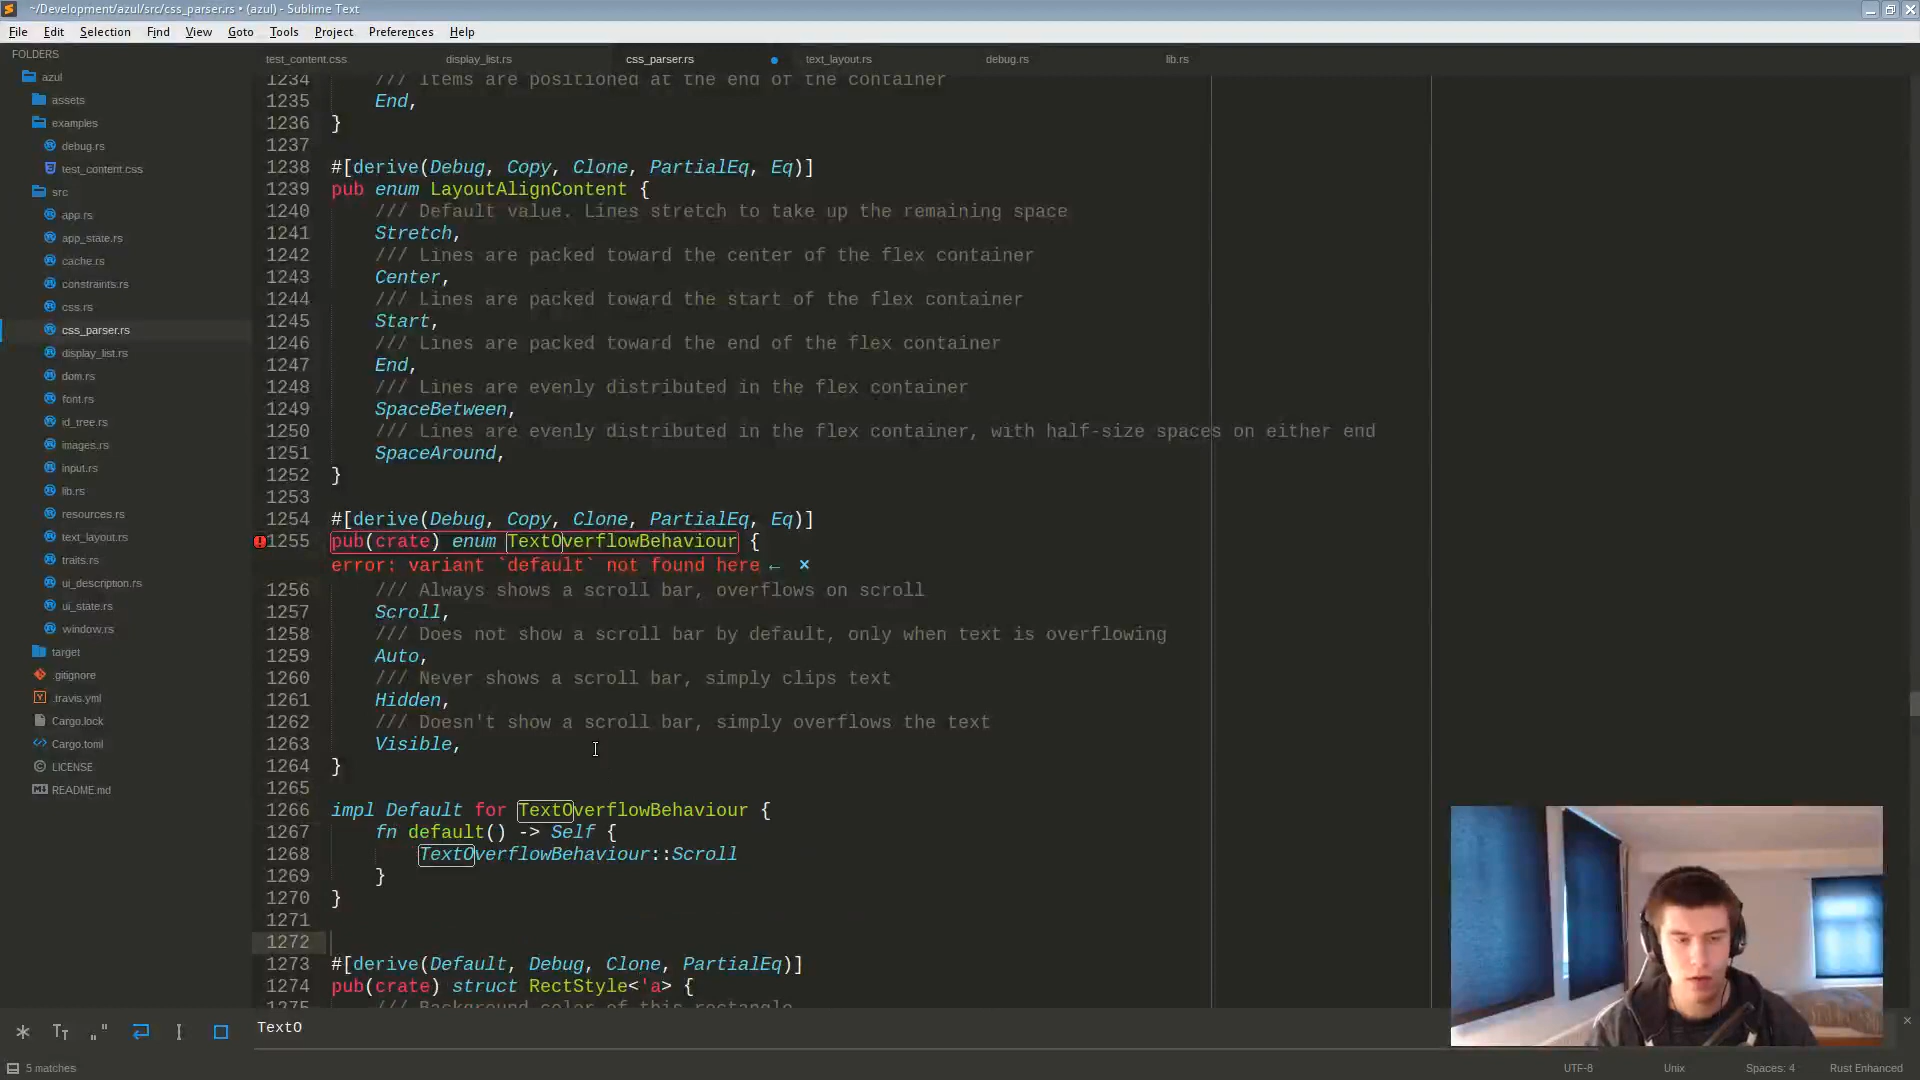 ~/Development/azul/src/css_parser.rs • (azul) - Sublime Text
File Edit Selection Find View Goto Tools Project Preferences Help
FOLDERS
azul
assets
examples
debug.rs
test_content.css
src
app.rs
app_state.rs
cache.rs
constraints.rs
css.rs
css_parser.rs
display_list.rs
dom.rs
font.rs
id_tree.rs
images.rs
input.rs
lib.rs
resources.rs
text_layout.rs
traits.rs
ui_description.rs
ui_state.rs
window.rs
target
.gitignore
.travis.yml
Cargo.lock
Cargo.toml
LICENSE
README.md
test_content.css display_list.rs css_parser.rs text_layout.rs debug.rs lib.rs
1234 /// Items are positioned at the end of the container
1235 End,
1236 }
1237
1238 #[derive(Debug, Copy, Clone, PartialEq, Eq)]
1239 pub enum LayoutAlignContent {
1240 /// Default value. Lines stretch to take up the remaining space
1241 Stretch,
1242 /// Lines are packed toward the center of the flex container
1243 Center,
1244 /// Lines are packed toward the start of the flex container
1245 Start,
1246 /// Lines are packed toward the end of the flex container
1247 End,
1248 /// Lines are evenly distributed in the flex container
1249 SpaceBetween,
1250 /// Lines are evenly distributed in the flex container, with half-size spaces on either end
1251 SpaceAround,
1252 }
1253
1254 #[derive(Debug, Copy, Clone, PartialEq, Eq)]
1255 pub(crate) enum TextOverflowBehaviour {
error: variant `default` not found here ← ×
1256 /// Always shows a scroll bar, overflows on scroll
1257 Scroll,
1258 /// Does not show a scroll bar by default, only when text is overflowing
1259 Auto,
1260 /// Never shows a scroll bar, simply clips text
1261 Hidden,
1262 /// Doesn't show a scroll bar, simply overflows the text
1263 Visible,
1264 }
1265
1266 impl Default for TextOverflowBehaviour {
1267 fn default() -> Self {
1268 TextOverflowBehaviour::Scroll
1269 }
1270 }
1271
1272
1273 #[derive(Default, Debug, Clone, PartialEq)]
1274 pub(crate) struct RectStyle<'a> {
1275 /// Background color of this rectangle
TextO
5 matches UTF-8 Unix Spaces: 4 Rust Enhanced